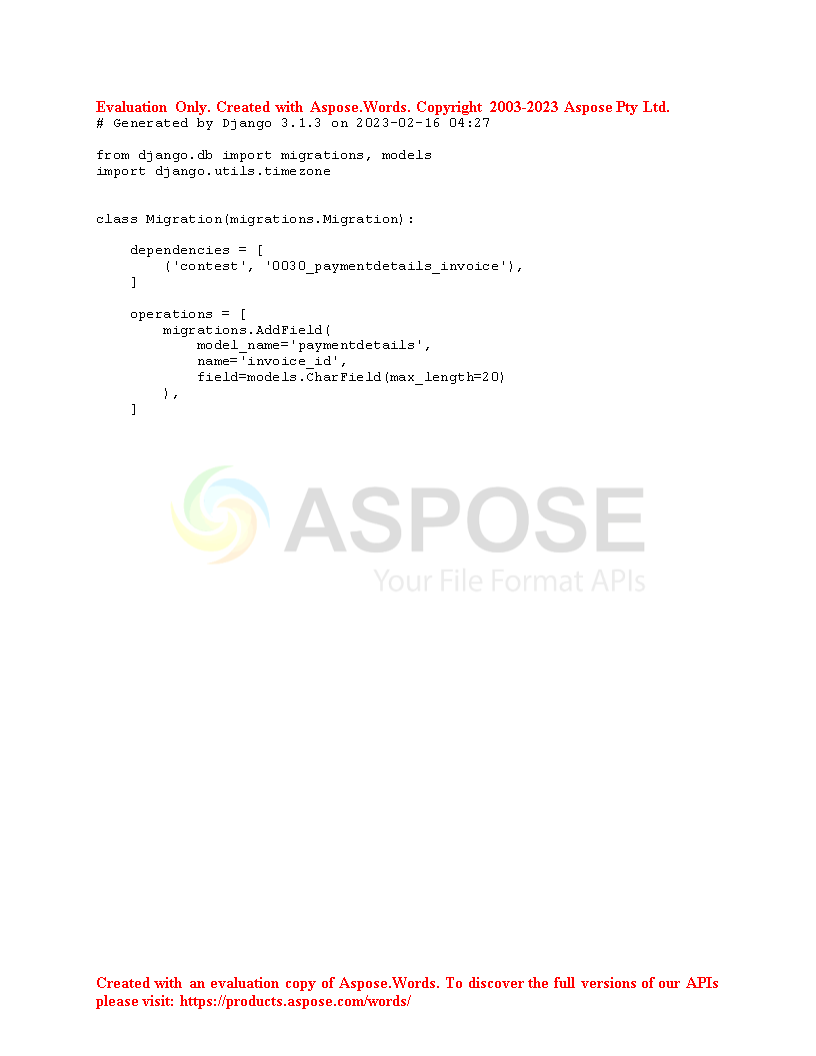 Evaluation Only. Created with Aspose.Words. Copyright 2003-2023 Aspose Pty Ltd.
# Generated by Django 3.1.3 on 2023-02-16 04:27

from django.db import migrations, models
import django.utils.timezone


class Migration(migrations.Migration):

    dependencies = [
        ('contest', '0030_paymentdetails_invoice'),
    ]

    operations = [
        migrations.AddField(
            model_name='paymentdetails',
            name='invoice_id',
            field=models.CharField(max_length=20)
        ),
    ]

ASPOSE
Your File Format APIs

Created with an evaluation copy of Aspose.Words. To discover the full versions of our APIs
please visit: https://products.aspose.com/words/